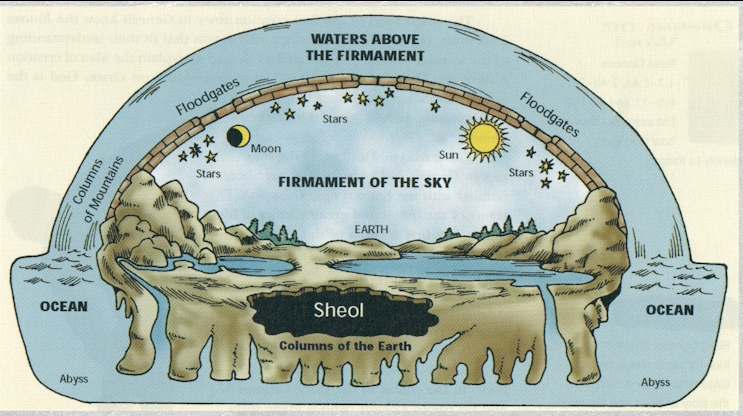 WATERS ABOVE
THE FIRMAMENT
Floodgates
Floodgates
Stars
Moon
Sun
Stars
Stars
Columns
of Mountains
FIRMAMENT OF THE SKY
EARTH
OCEAN
Sheol
OCEAN
Columns of the Earth
Abyss
Abyss